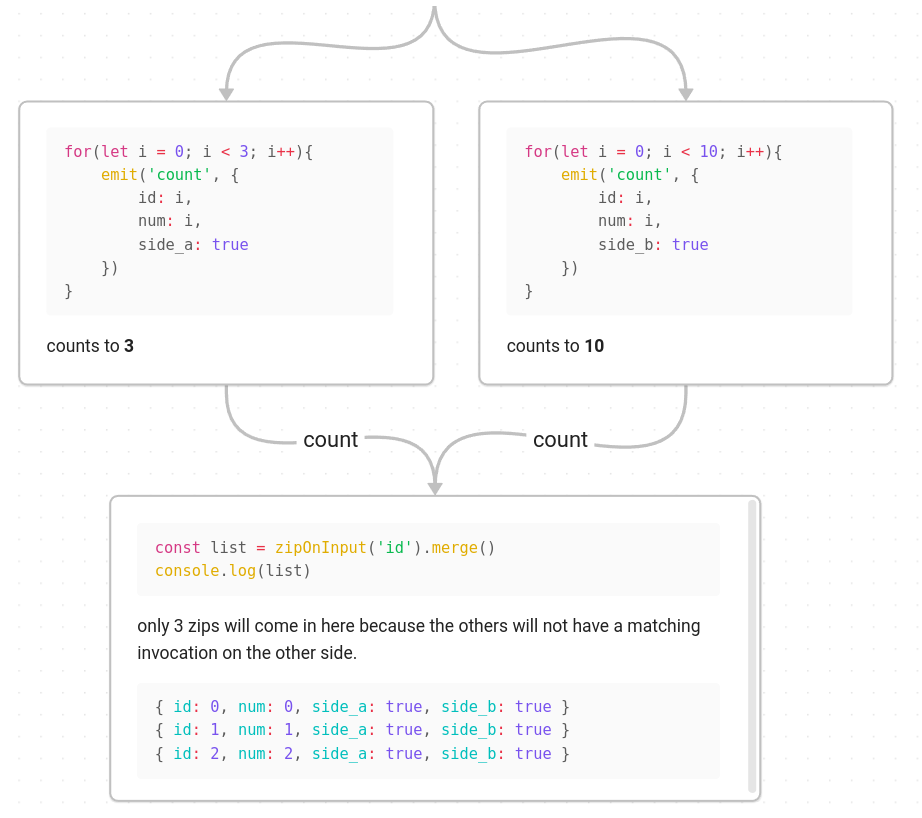 for(let i = 0; i < 3; i++){
    emit('count', {
        id: i,
        num: i,
        side_a: true
    })
}
counts to 3
for(let i = 0; i < 10; i++){
    emit('count', {
        id: i,
        num: i,
        side_b: true
    })
}
counts to 10
count
count
const list = zipOnInput('id').merge()
console.log(list)
only 3 zips will come in here because the others will not have a matching
invocation on the other side.
{ id: 0, num: 0, side_a: true, side_b: true }
{ id: 1, num: 1, side_a: true, side_b: true }
{ id: 2, num: 2, side_a: true, side_b: true }